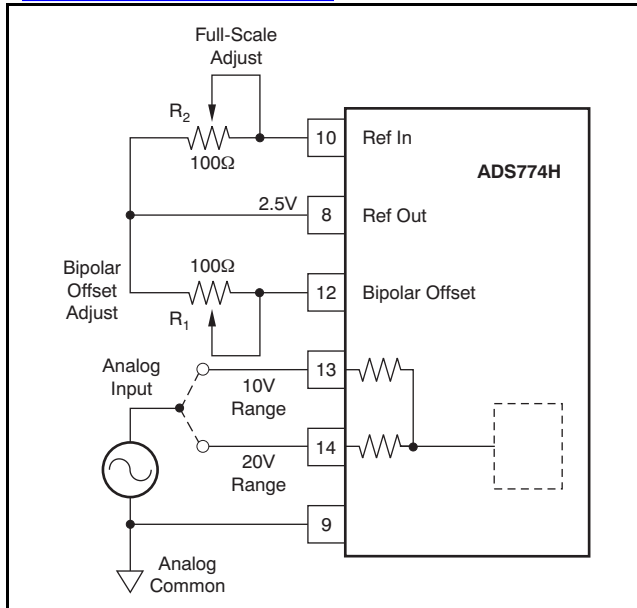 Full-Scale
Adjust
R2
100Ω
10
Ref In
ADS774H
2.5V
8
Ref Out
Bipolar
Offset
Adjust
100Ω
R1
12
Bipolar Offset
Analog
Input
10V
Range
13
20V
Range
14
9
Analog
Common